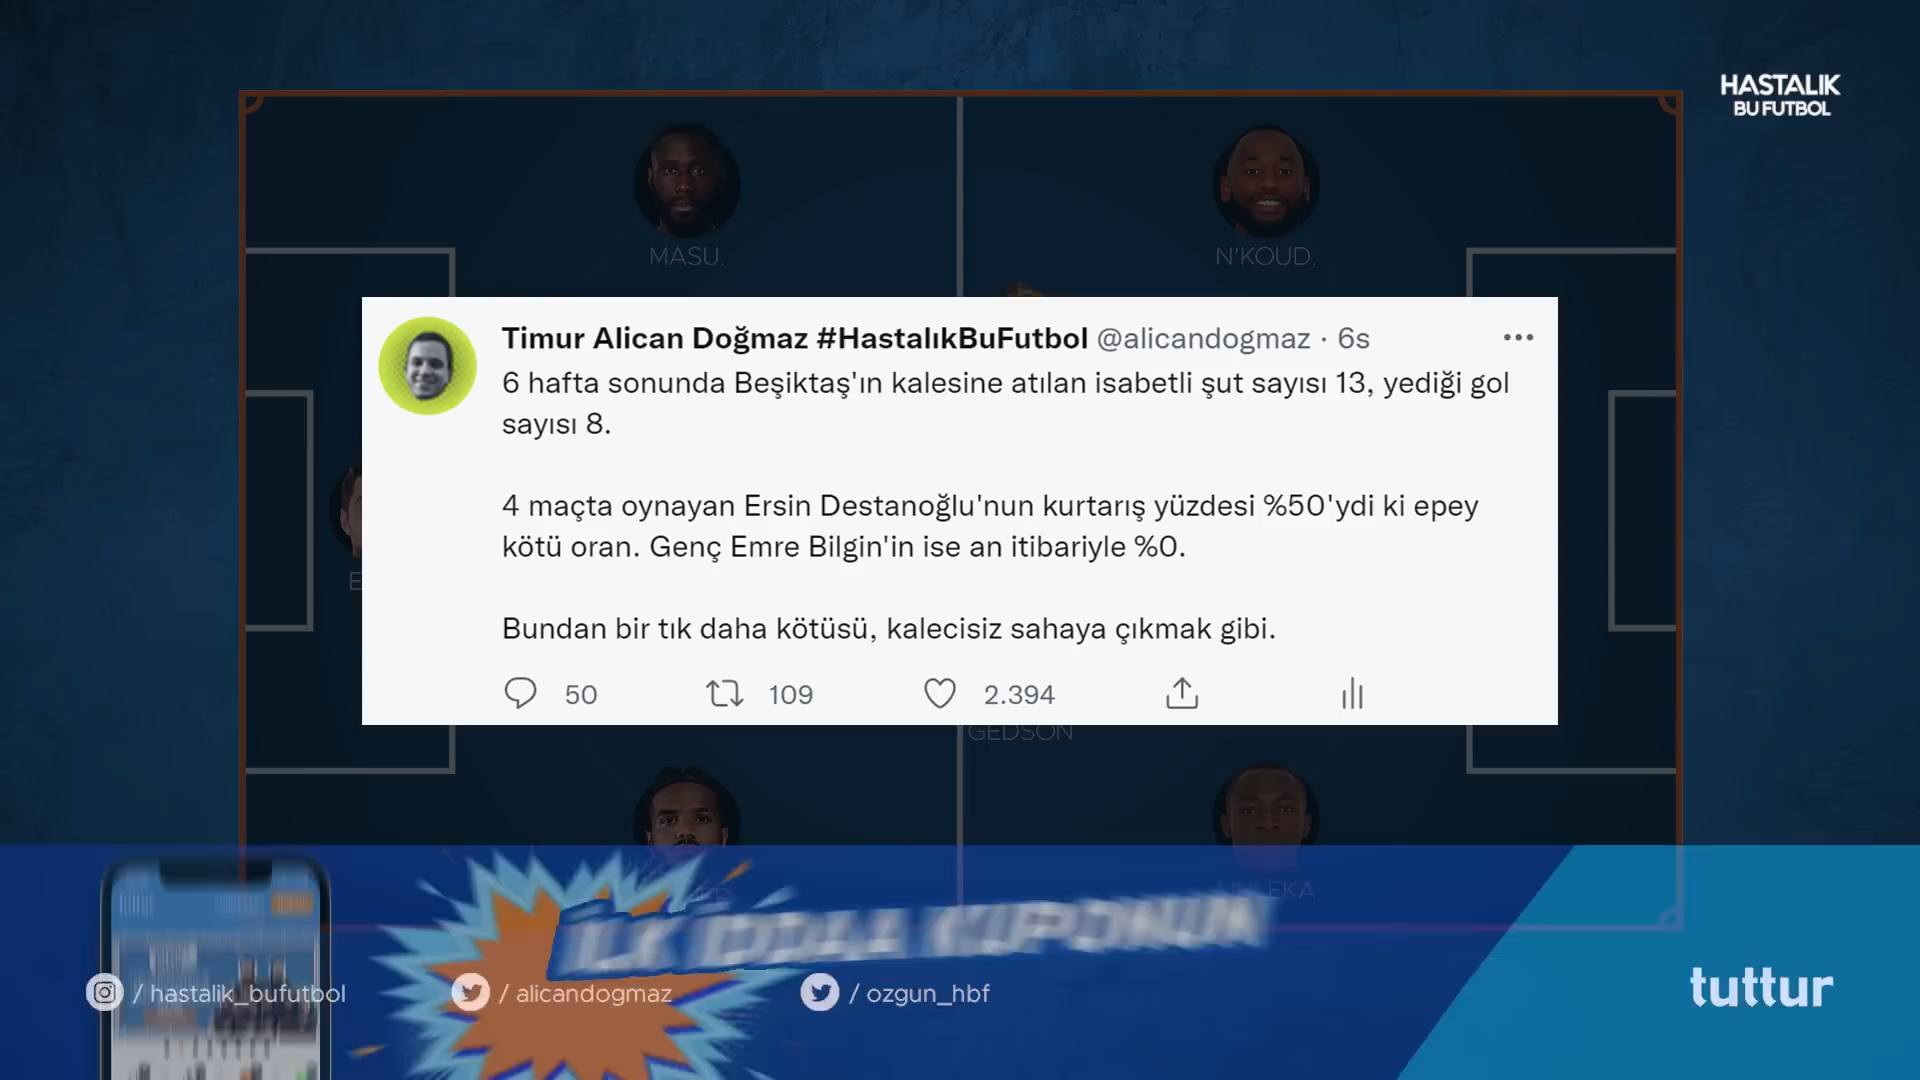 HASTALIK
BU FUTBOL
MASU.
N'KOUD.
Timur Alican Doğmaz #HastalıkBuFutbol @alicandogmaz · 6s
6 hafta sonunda Beşiktaş'ın kalesine atılan isabetli şut sayısı 13, yediği gol
sayısı 8.
4 maçta oynayan Ersin Destanoğlu'nun kurtarış yüzdesi %50'ydi ki epey
kötü oran. Genç Emre Bilgin'in ise an itibariyle %0.
Bundan bir tık daha kötüsü, kalecisiz sahaya çıkmak gibi.
50 109 2.394
GEDSON
İLK İDDAA KUPONUN
/ hastalik_bufutbol / alicandogmaz / ozgun_hbf
tuttur